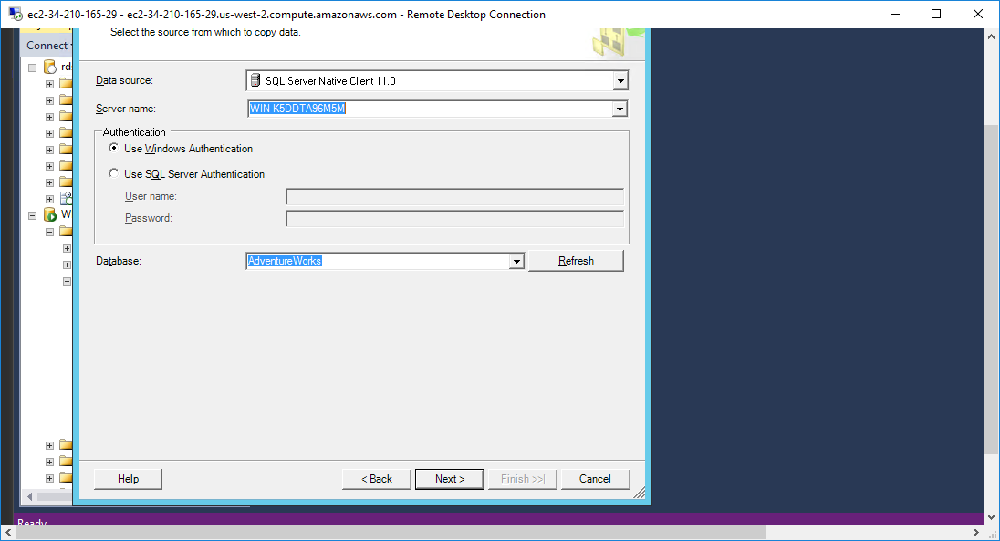 ec2-34-210-165-29 - ec2-34-210-165-29.us-west-2.compute.amazonaws.com - Remote Desktop Connection
Select the source from which to copy data.
Connect
rds
Data source:
SQL Server Native Client 11.0
Server name:
WIN-K5DDTA96M5M
Authentication
Use Windows Authentication
Use SQL Server Authentication
User name:
W
Password:
Database:
AdventureWorks
Refresh
Help
< Back
Next >
Finish >>|
Cancel
Ready